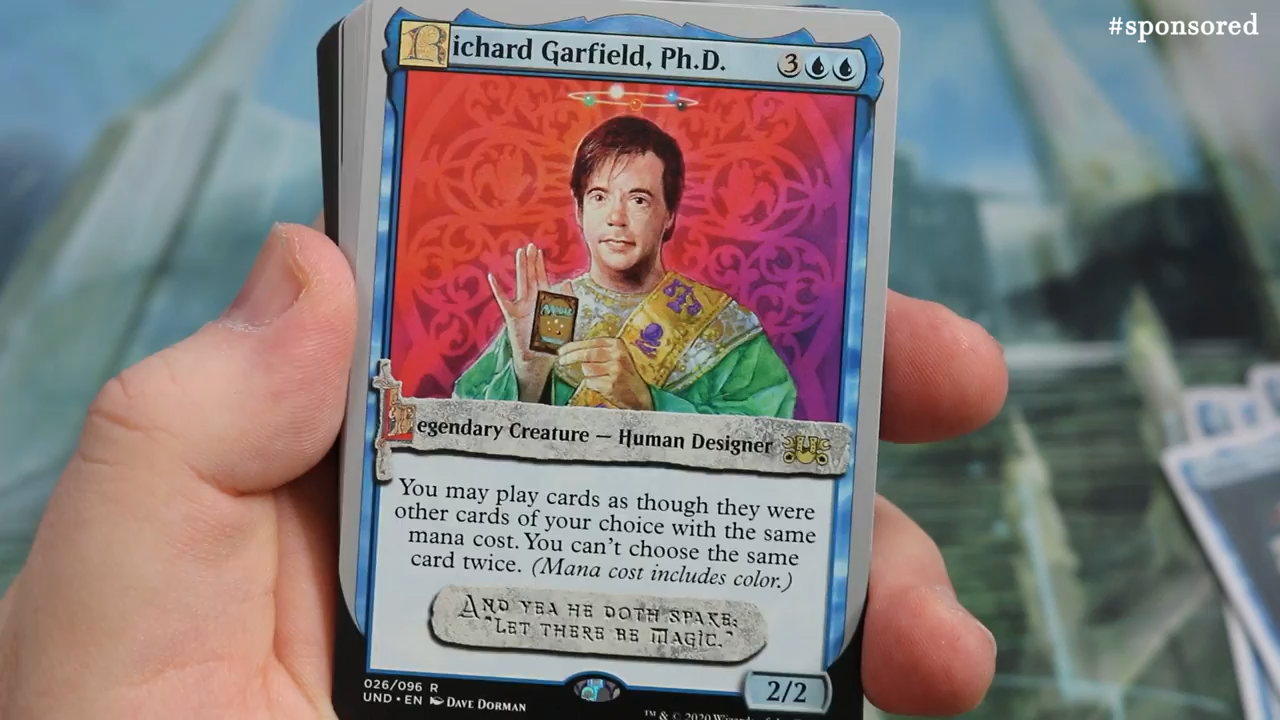 #sponsored
Richard Garfield, Ph.D. 3
MAGIC
Legendary Creature — Human Designer
You may play cards as though they were
other cards of your choice with the same
mana cost. You can't choose the same
card twice. (Mana cost includes color.)
AND YEA HE DOTH SPAKE:
"LET THERE BE MAGIC."
026/096 R
UND • EN DAVE DORMAN
2/2
™ & © 2020 Wizards of the